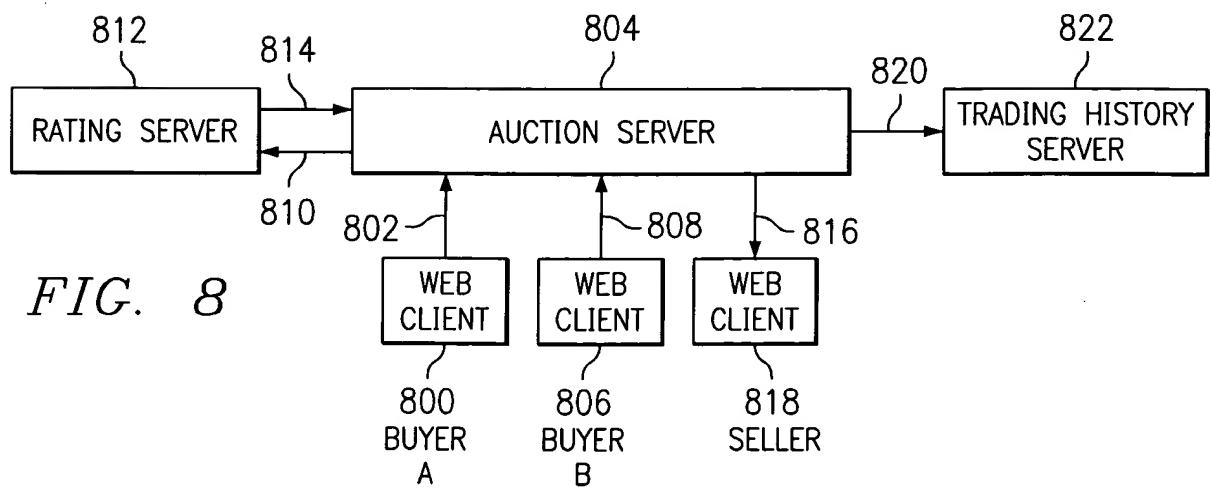 812
814
804
822
820
RATING SERVER
AUCTION SERVER
TRADING HISTORY
SERVER
810
802
808
816
FIG. 8
WEB
CLIENT
WEB
CLIENT
WEB
CLIENT
800
BUYER
A
806
BUYER
B
818
SELLER